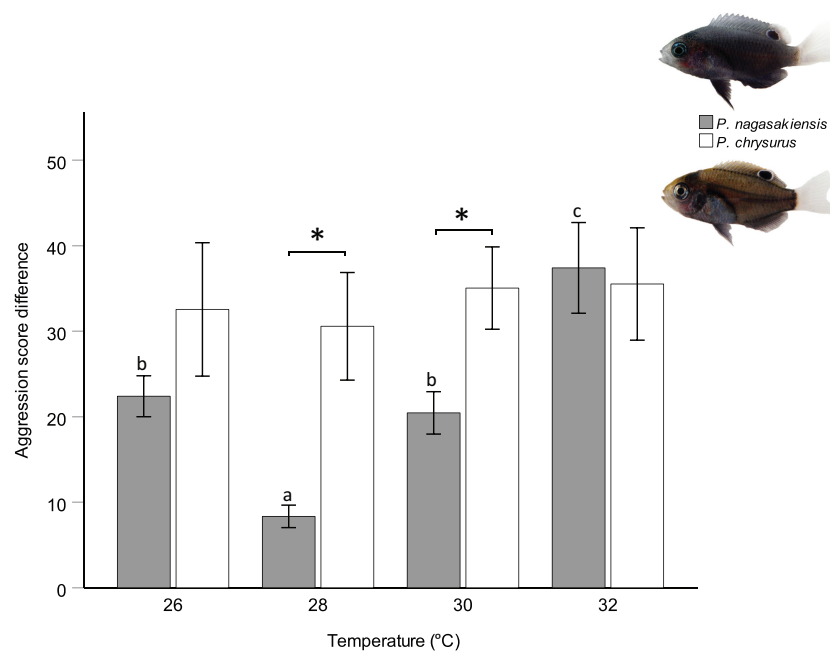 P. nagasakiensis
P. chrysurus
Aggression score difference
50
40
30
20
10
0
b
a
b
c
*
*
26
28
30
32
Temperature (°C)